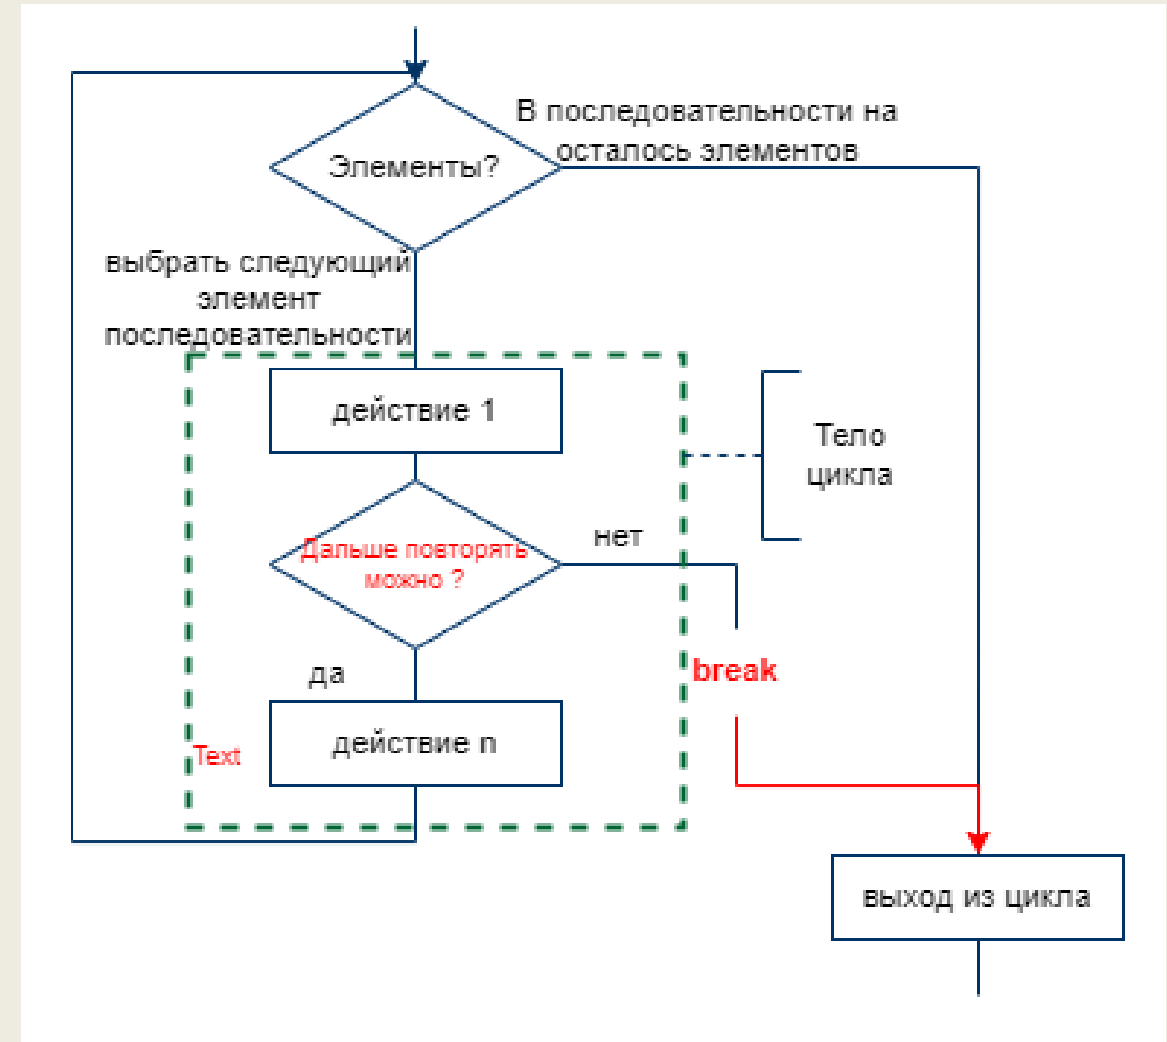 В последовательности на
осталось элементов
Элементы?
выбрать следующий
элемент
последовательности
действие 1
Тело
цикла
нет
Дальше повторять
можно ?
break
да
действие n
Text
выход из цикла